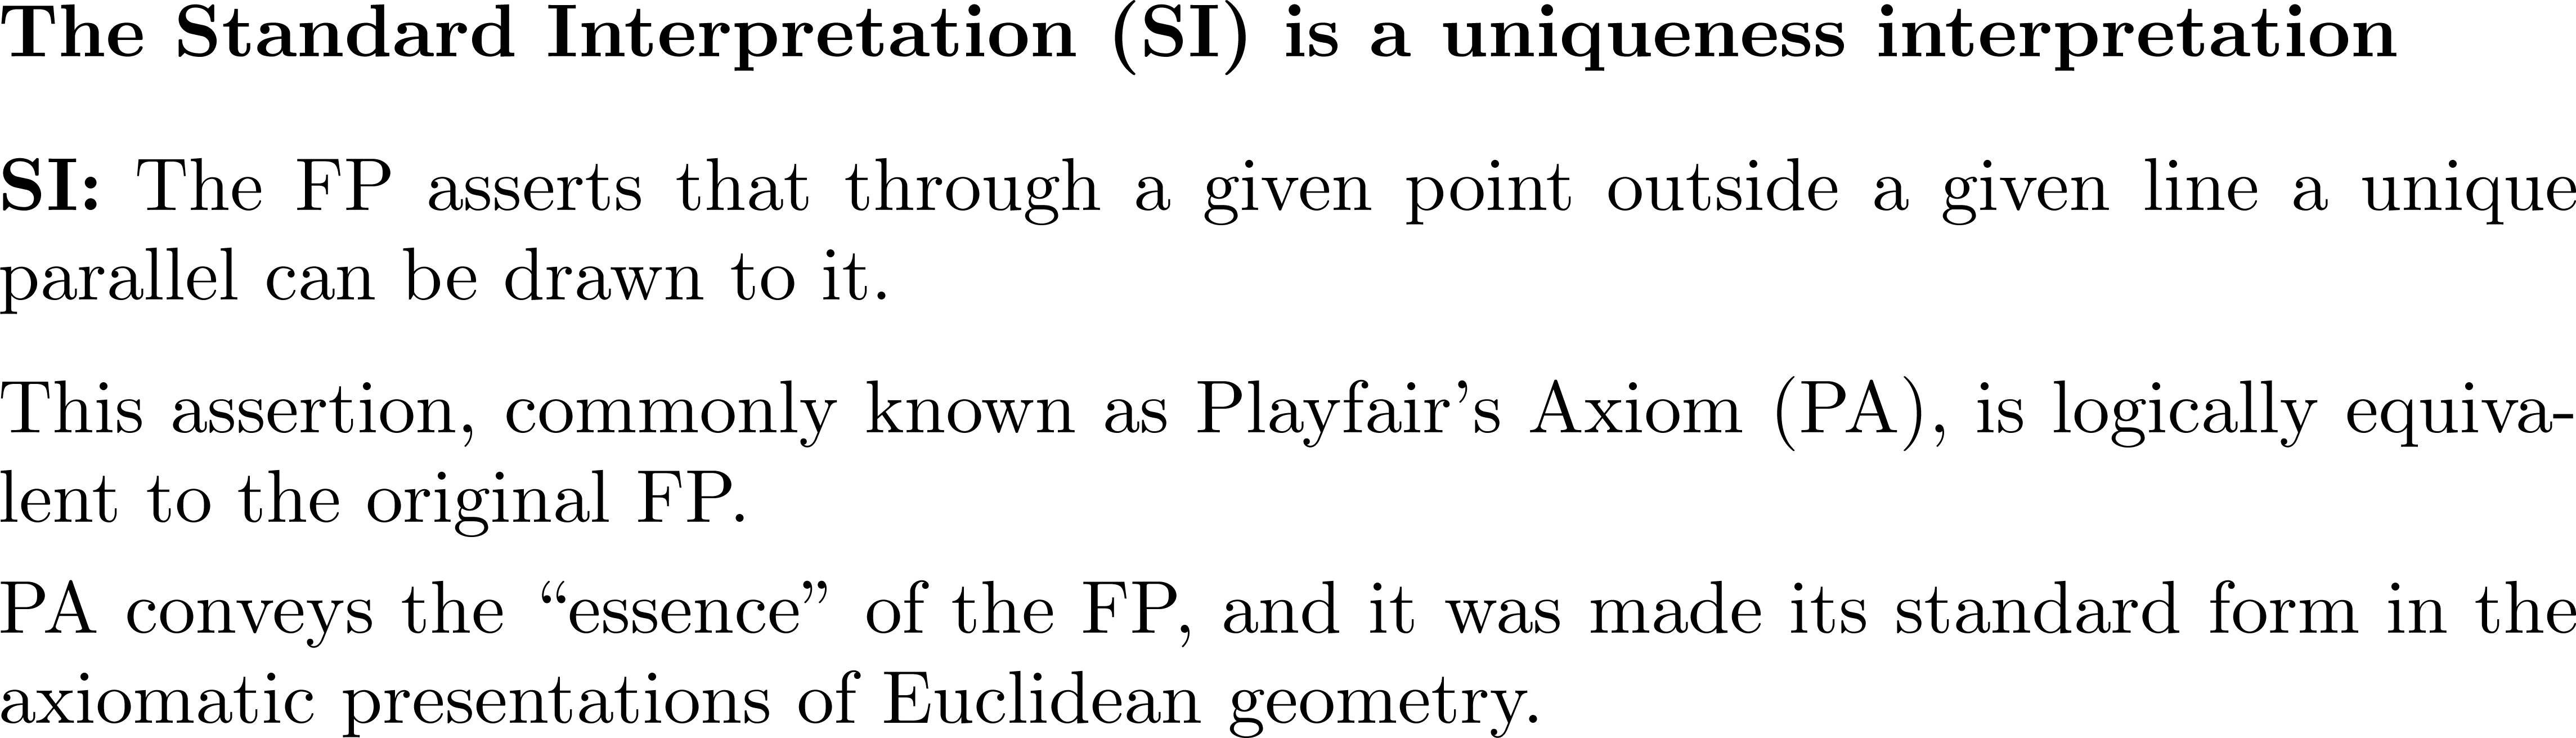 The Standard Interpretation (SI) is a uniqueness interpretation
SI: The FP asserts that through a given point outside a given line a unique
parallel can be drawn to it.
This assertion, commonly known as Playfair’s Axiom (PA), is logically equiva-
lent to the original FP.
PA conveys the “essence” of the FP, and it was made its standard form in the
axiomatic presentations of Euclidean geometry.